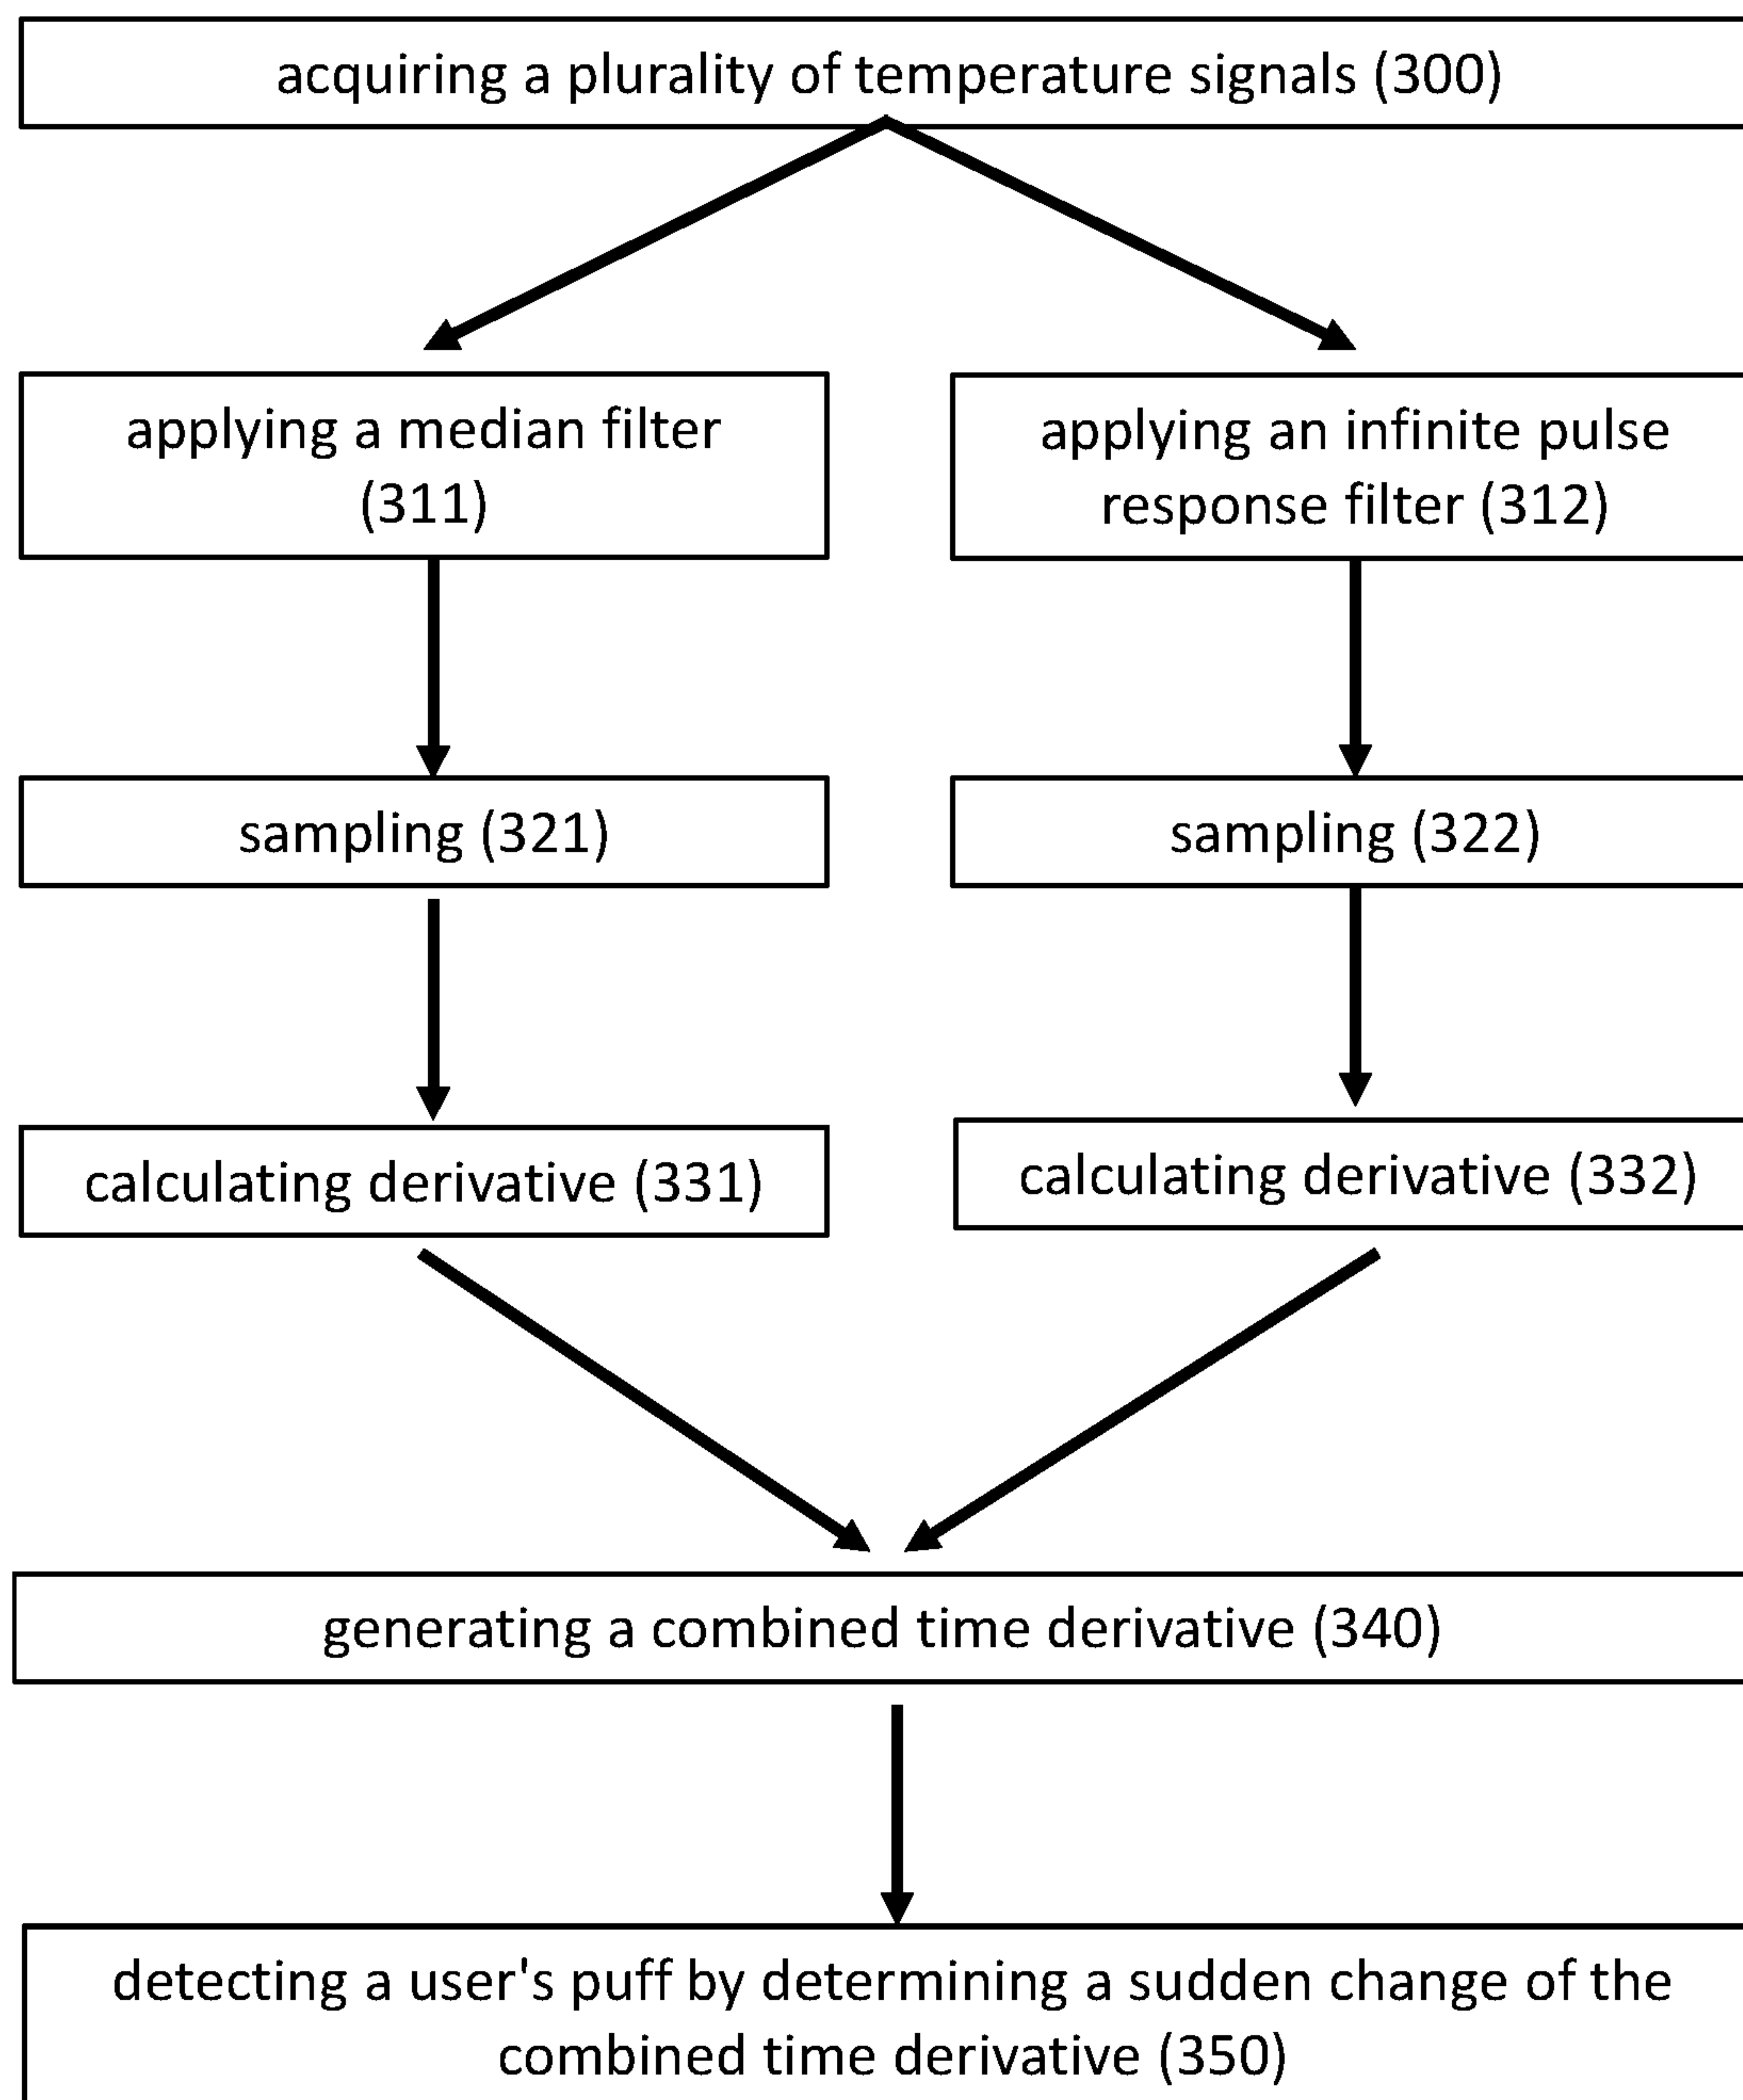 acquiring a plurality of temperature signals (300)
applying a median filter
(311)
applying an infinite pulse
response filter (312)
sampling (321)
sampling (322)
calculating derivative (331)
calculating derivative (332)
generating a combined time derivative (340)
detecting a user's puff by determining a sudden change of the
combined time derivative (350)